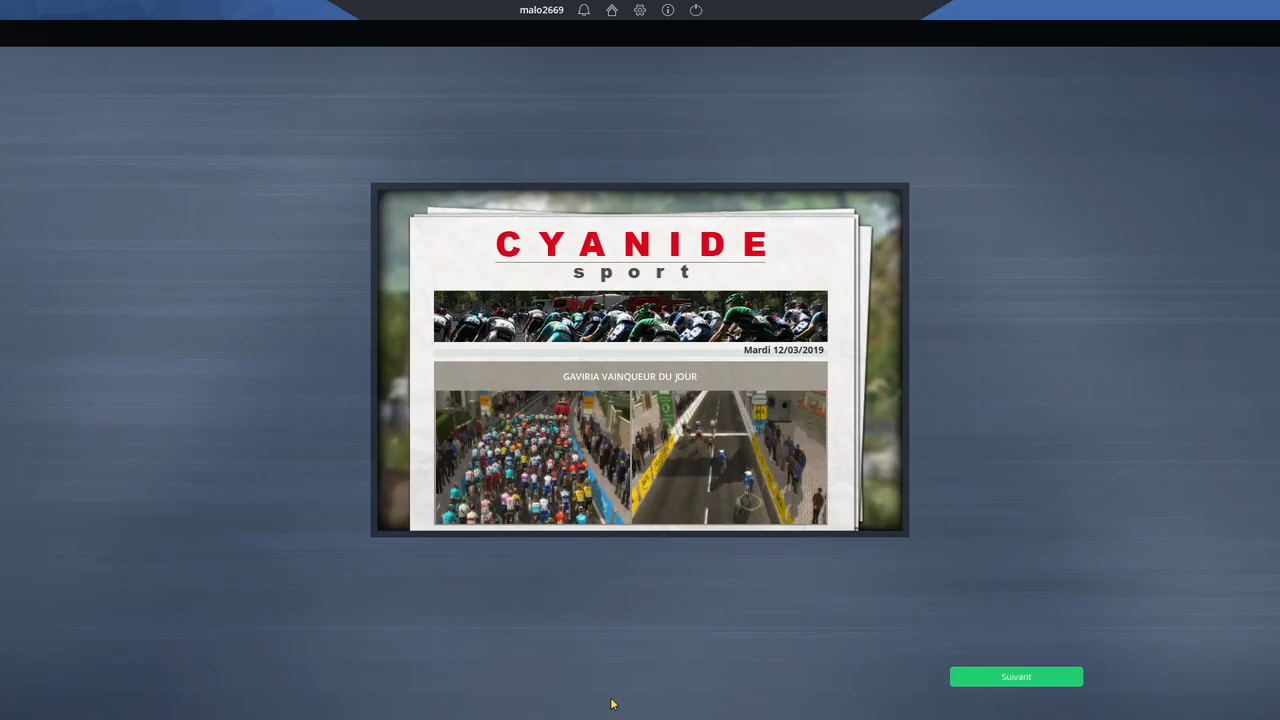 malo2669
CYANIDE
sport
Mardi 12/03/2019
GAVIRIA VAINQUEUR DU JOUR
Suivant